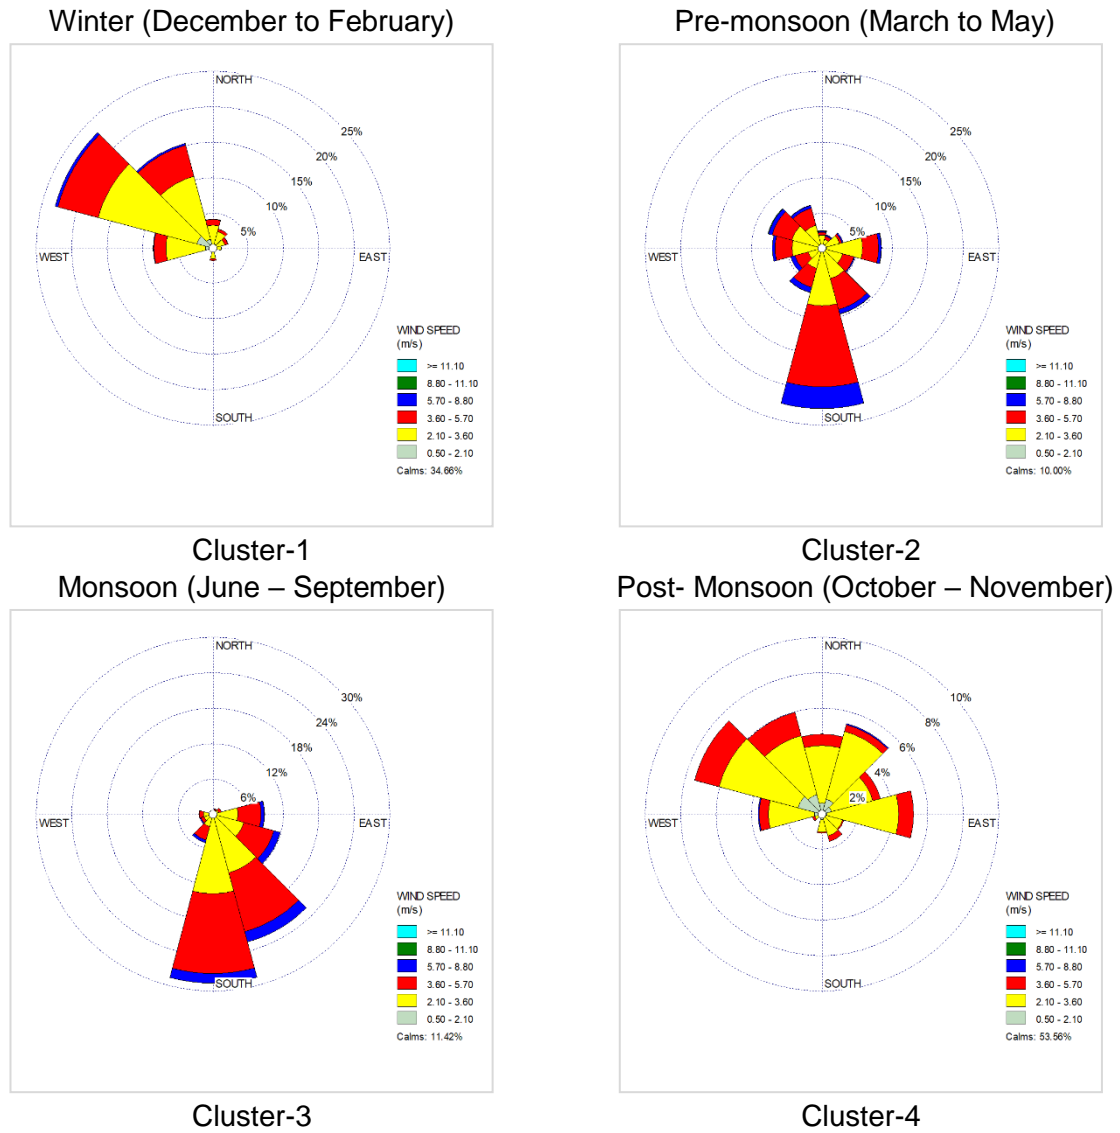 Winter (December to February)
NORTH
25%
20%
15%
10%
5%
WEST
EAST
SOUTH
WIND SPEED
(m/s)
>= 11.10
8.80 - 11.10
5.70 - 8.80
3.60 - 5.70
2.10 - 3.60
0.50 - 2.10
Calms: 34.66%
Cluster-1
Pre-monsoon (March to May)
NORTH
25%
20%
15%
10%
5%
WEST
EAST
SOUTH
WIND SPEED
(m/s)
>= 11.10
8.80 - 11.10
5.70 - 8.80
3.60 - 5.70
2.10 - 3.60
0.50 - 2.10
Calms: 10.00%
Cluster-2
Monsoon (June – September)
NORTH
30%
24%
18%
12%
6%
WEST
EAST
SOUTH
WIND SPEED
(m/s)
>= 11.10
8.80 - 11.10
5.70 - 8.80
3.60 - 5.70
2.10 - 3.60
0.50 - 2.10
Calms: 11.42%
Cluster-3
Post- Monsoon (October – November)
NORTH
10%
8%
6%
4%
2%
WEST
EAST
SOUTH
WIND SPEED
(m/s)
>= 11.10
8.80 - 11.10
5.70 - 8.80
3.60 - 5.70
2.10 - 3.60
0.50 - 2.10
Calms: 53.56%
Cluster-4